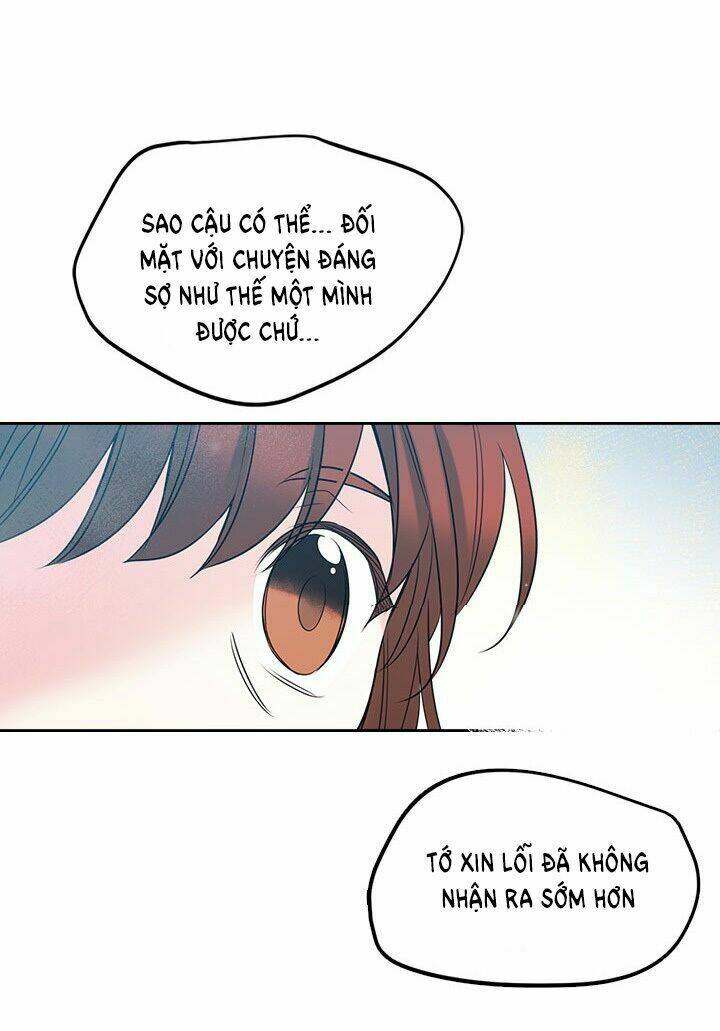 SAO CẬU CÓ THỂ... ĐỐI
MẶT VỚI CHUYỆN ĐÁNG
SỢ NHƯ THẾ MỘT MÌNH
ĐƯỢC CHỨ...
TỚ XIN LỖI ĐÃ KHÔNG
NHẬN RA SỚM HƠN